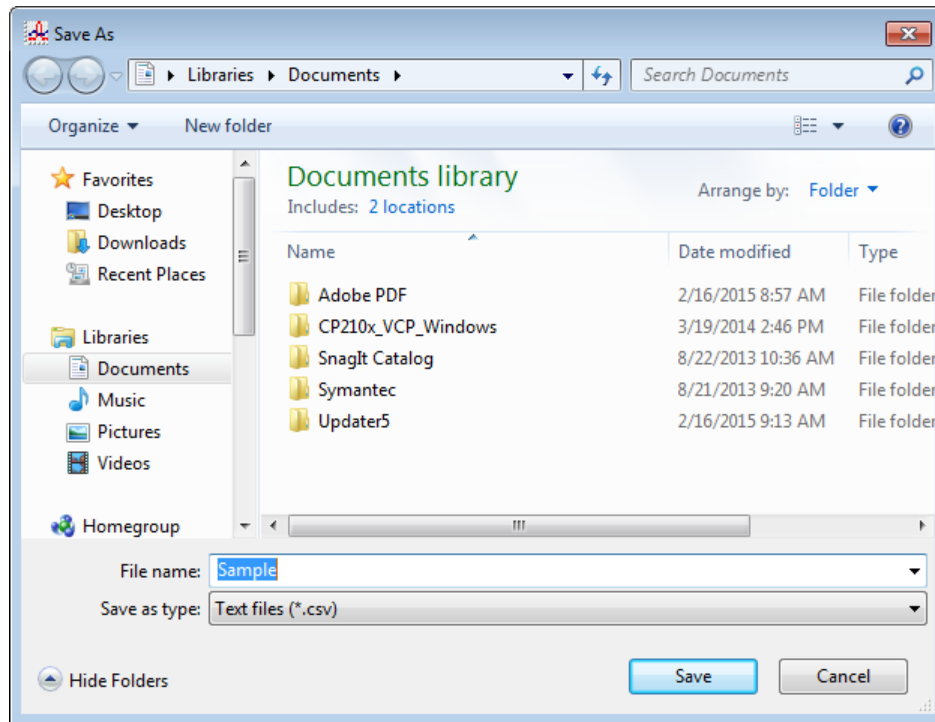 Save As
Libraries Documents
Search Documents
Organize New folder
Favorites
Desktop
Downloads
Recent Places
Libraries
Documents
Music
Pictures
Videos
Homegroup
Documents library
Includes: 2 locations
Arrange by: Folder
Name Date modified Type
Adobe PDF 2/16/2015 8:57 AM File folder
CP210x_VCP_Windows 3/19/2014 2:46 PM File folder
SnagIt Catalog 8/22/2013 10:36 AM File folder
Symantec 8/21/2013 9:20 AM File folder
Updater5 2/16/2015 9:13 AM File folder
File name: Sample
Save as type: Text files (*.csv)
Hide Folders
Save Cancel